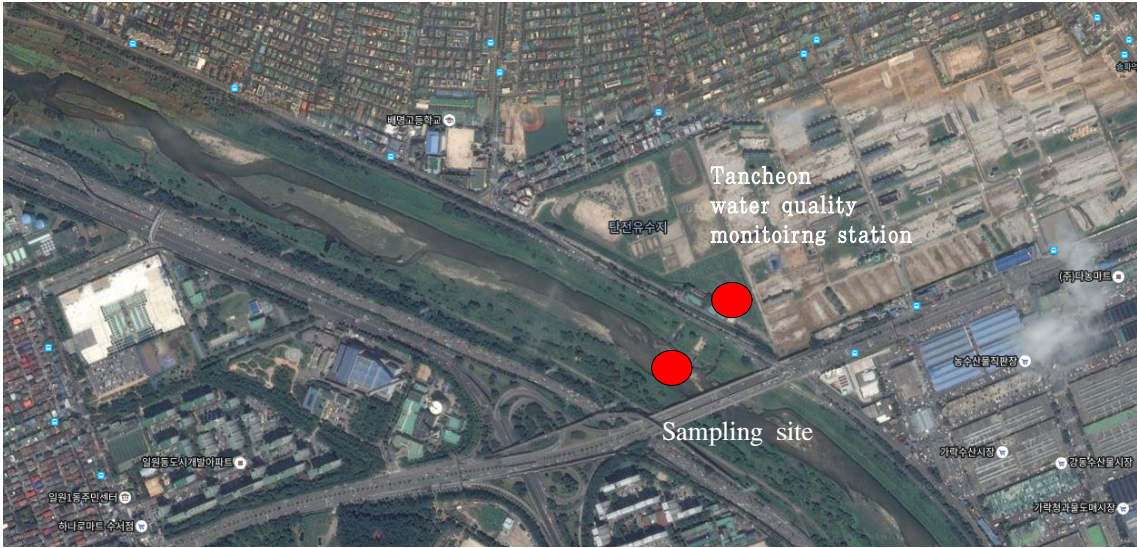 배명고등학교
Tancheon
water quality
monitoirng station
탄천유수지
(주)다농마트
농수산물직판장
Sampling site
가락수산시장
강동수산물시장
일원동도시개발아파트
일원1동주민센터
가락청과물도매시장
하나로마트 수서점